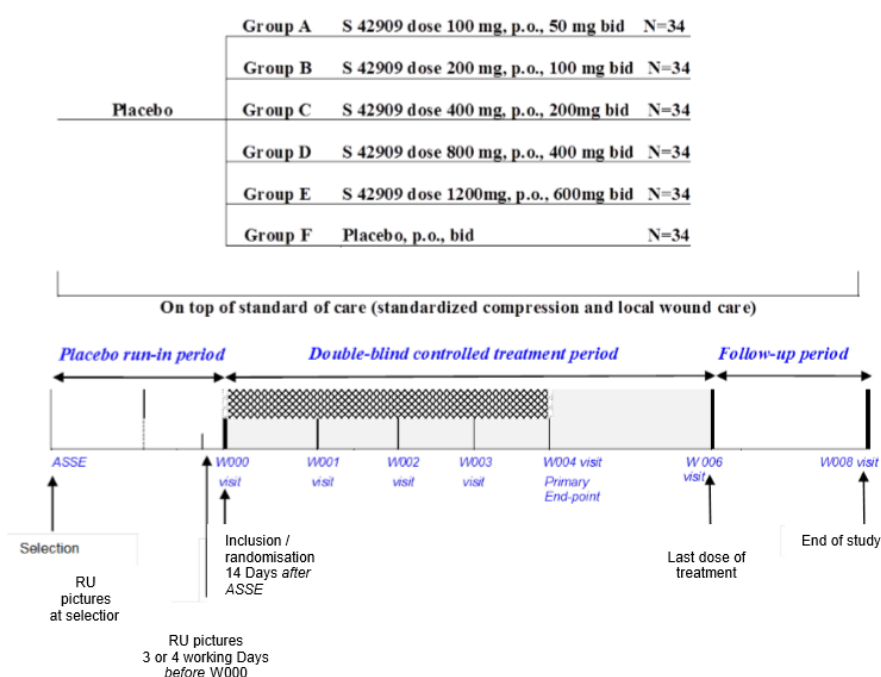 Group A S 42909 dose 100 mg, p.o., 50 mg bid N=34
Group B S 42909 dose 200 mg, p.o., 100 mg bid N=34
Placebo Group C S 42909 dose 400 mg, p.o., 200mg bid N=34
Group D S 42909 dose 800 mg, p.o., 400 mg bid N=34
Group E S 42909 dose 1200mg, p.o., 600mg bid N=34
Group F Placebo, p.o., bid N=34
On top of standard of care (standardized compression and local wound care)
Placebo run-in period Double-blind controlled treatment period Follow-up period
ASSE W000 W001 W002 W003 W004 visit W 006 W008 visit
visit visit visit visit Primary visit
End-point
Selection
Inclusion /
randomisation
14 Days after
ASSE
Last dose of
treatment
End of study
RU
pictures
at selection
RU pictures
3 or 4 working Days
before W000